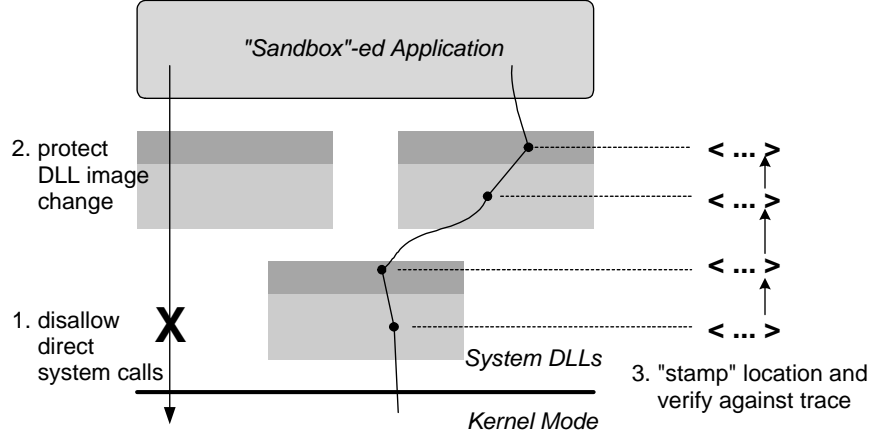 "Sandbox"-ed Application
2. protect
DLL image
change
< ... >
< ... >
< ... >
< ... >
1. disallow
direct
system calls
X
System DLLs
Kernel Mode
3. "stamp" location and
verify against trace